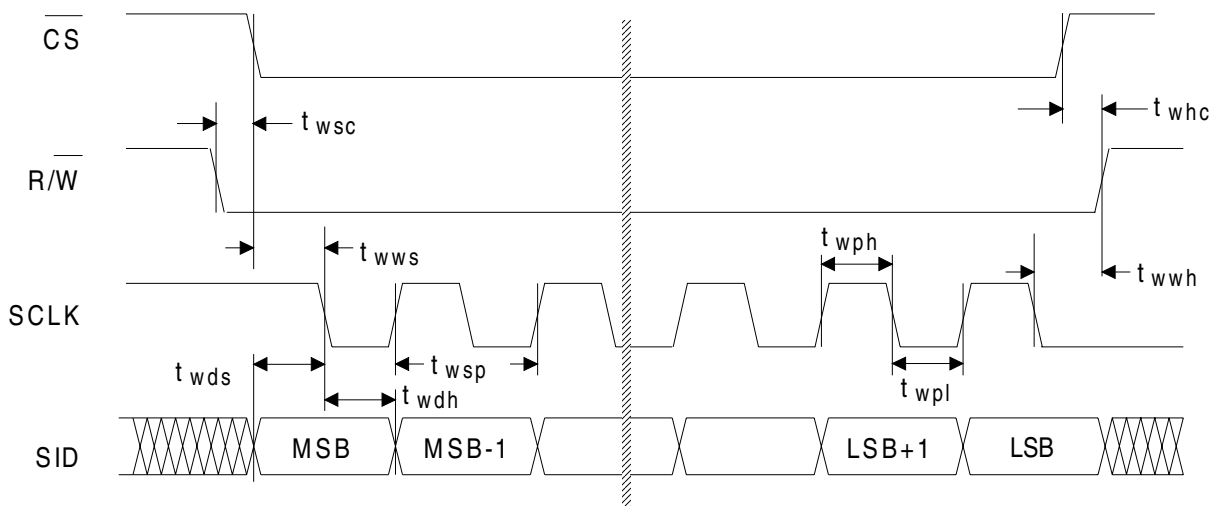 CS
t wsc
t whc
R/W
t wws
t wph
t wwh
SCLK
t wds
t wsp
t wdh
t wpl
SID
MSB
MSB-1
LSB+1
LSB